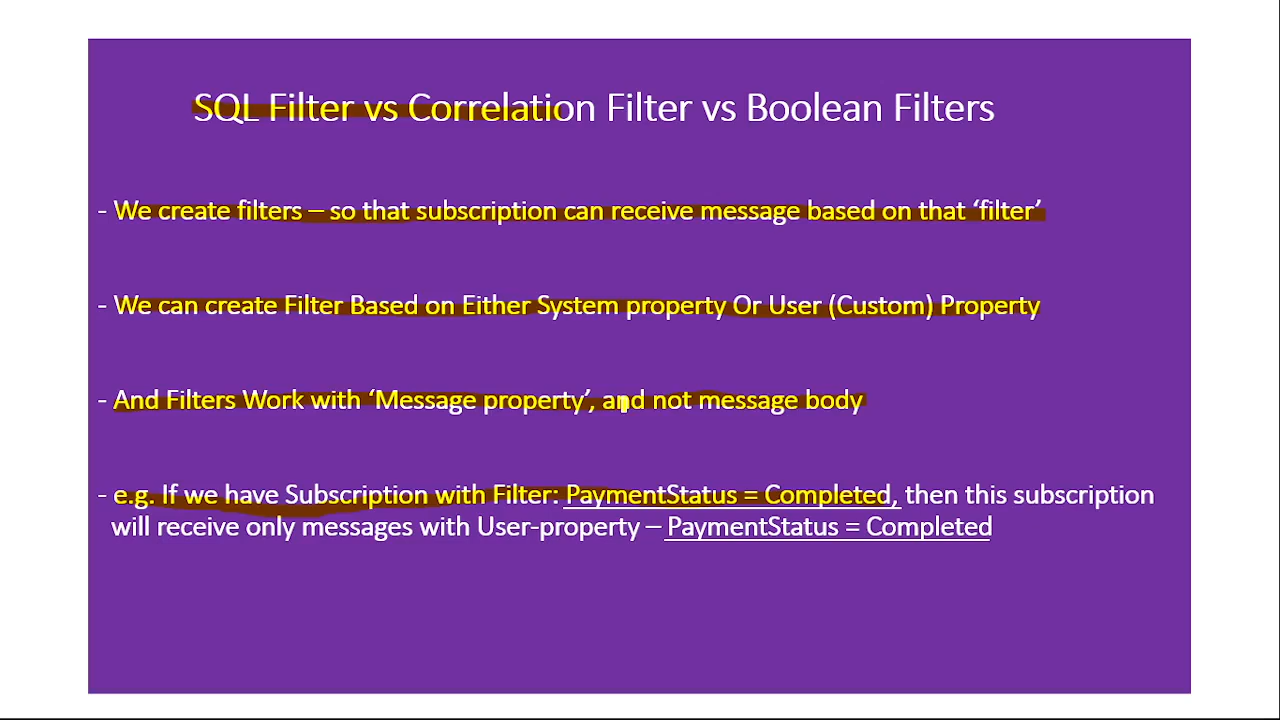 SQL Filter vs Correlation Filter vs Boolean Filters
- We create filters – so that subscription can receive message based on that ‘filter’
- We can create Filter Based on Either System property Or User (Custom) Property
- And Filters Work with ‘Message property’, and not message body
- e.g. If we have Subscription with Filter: PaymentStatus = Completed, then this subscription
will receive only messages with User-property – PaymentStatus = Completed